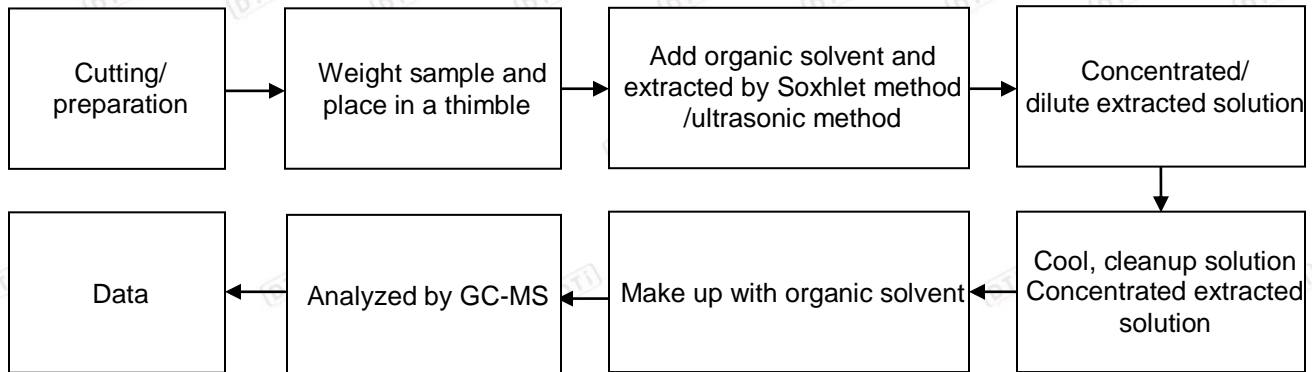 Cutting/
preparation
Weight sample and
place in a thimble
Add organic solvent and
extracted by Soxhlet method
/ultrasonic method
Concentrated/
dilute extracted solution
Cool, cleanup solution
Concentrated extracted
solution
Make up with organic solvent
Analyzed by GC-MS
Data
DTi